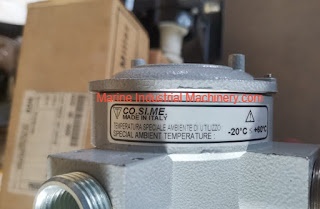 Marine Industrial Machinery.com
CO.SI.ME.
MADE IN ITALY
TEMPERATURA SPECIALE AMBIENTE DI UTILIZZO
SPECIAL AMBIENT TEMPERATURE :
-20°C ÷ +60°C